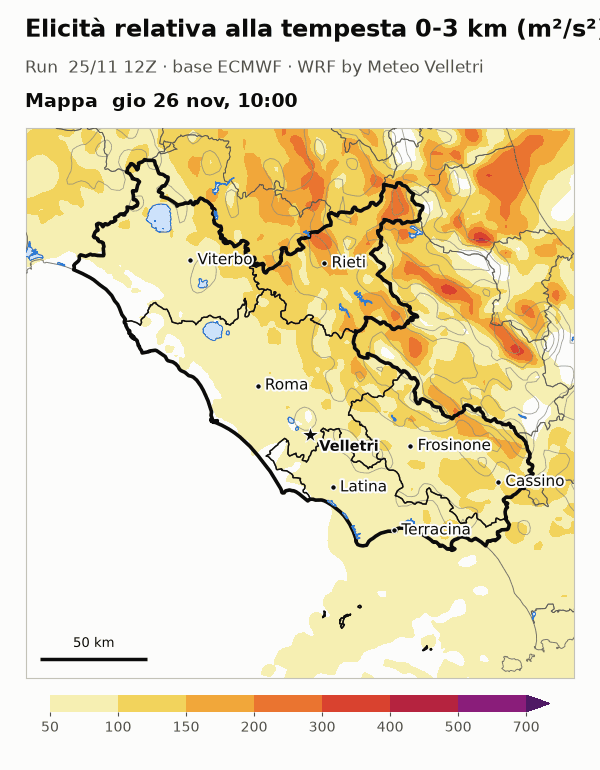 Elicità relativa alla tempesta 0-3 km (m²/s²)
Run 25/11 12Z · base ECMWF · WRF by Meteo Velletri
Mappa gio 26 nov, 10:00
Viterbo
Rieti
Roma
Velletri
Frosinone
Latina
Cassino
Terracina
50 km
50 100 150 200 300 400 500 700